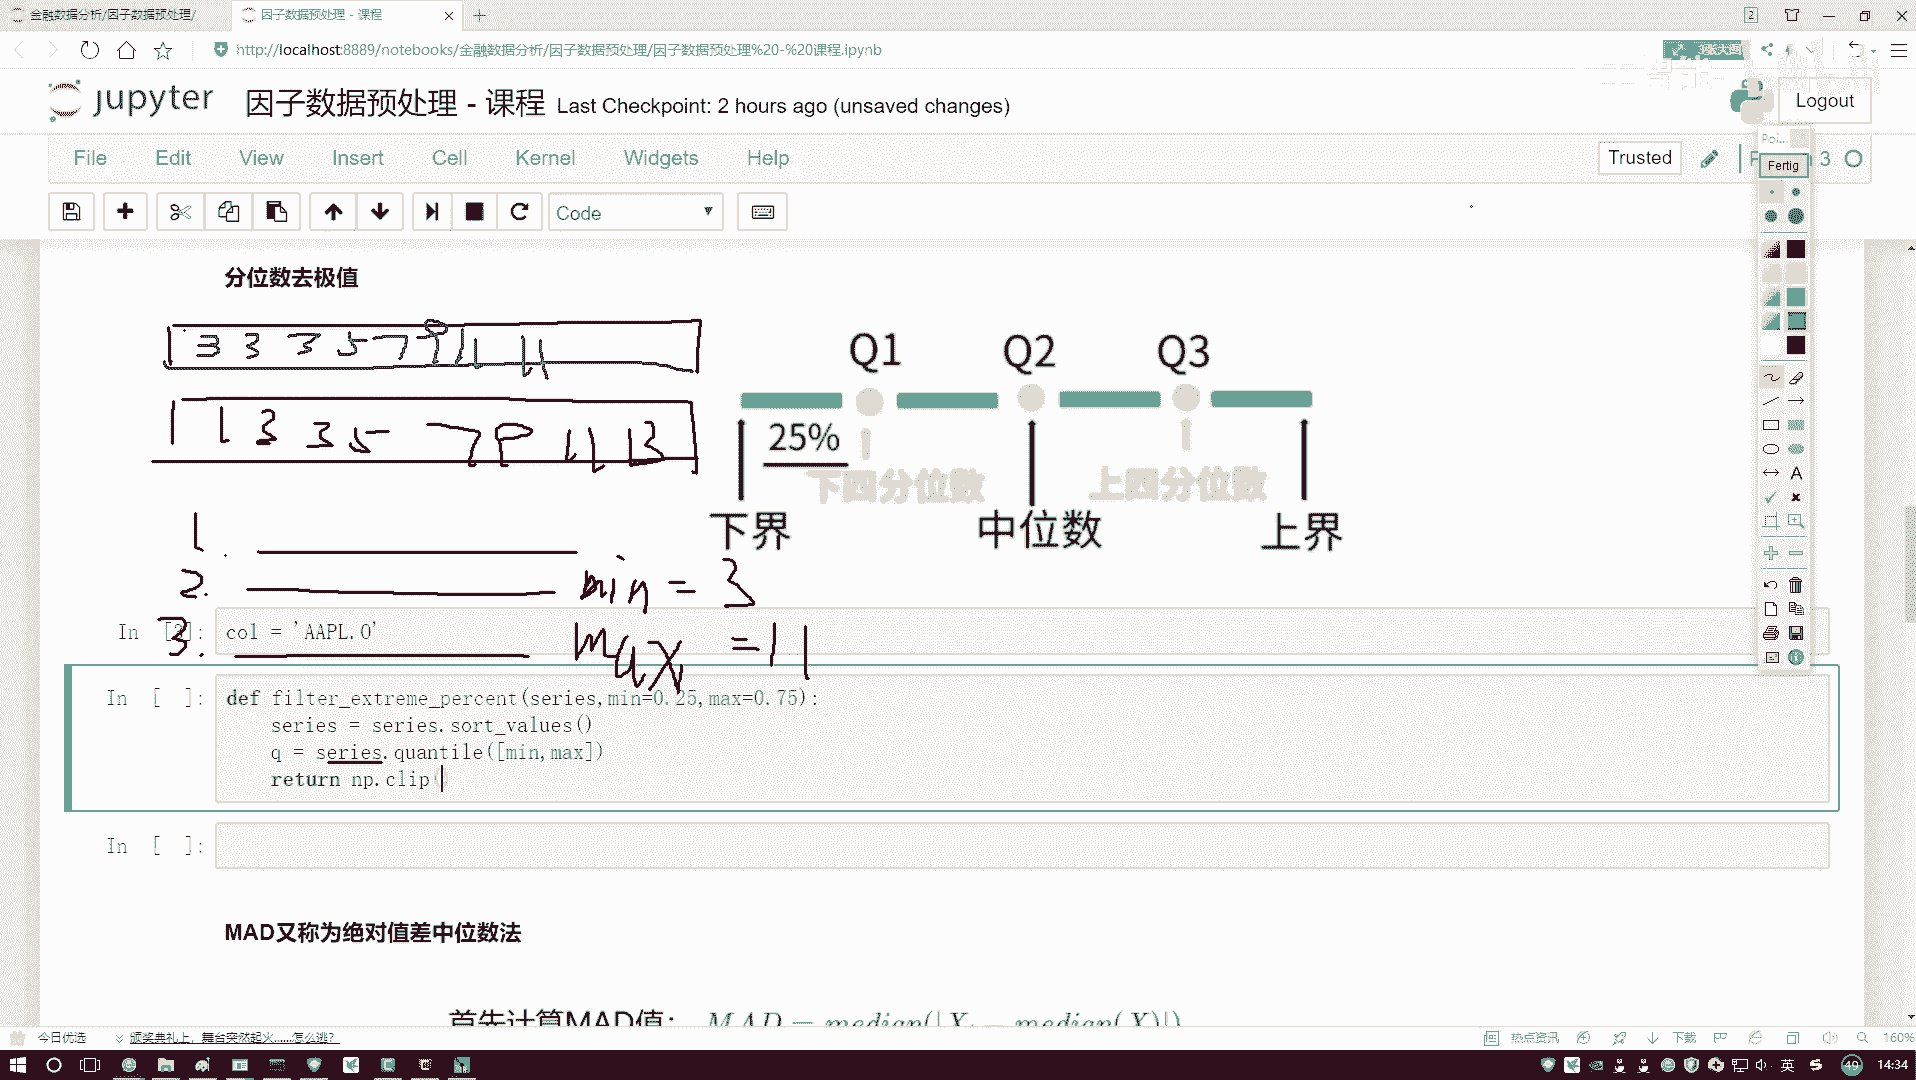 金融数据分析/因子数据预处理/
因子数据预处理 - 课程
2
http://localhost:8889/notebooks/金融数据分析/因子数据预处理/因子数据预处理%20-%20课程.ipynb
jupyter 因子数据预处理 - 课程 Last Checkpoint: 2 hours ago (unsaved changes)
Logout
File Edit View Insert Cell Kernel Widgets Help
Trusted
3
Poi...
Fertig
Code
分位数去极值
3 3 3 5 7 9 11 11
1 1 3 3 5 7 9 11 13
Q1 Q2 Q3
25%
下四分位数 上四分位数
下界 中位数 上界
1.
2. min = 3
3. max = 11
In [2]: col = 'AAPL.O'
In [ ]: def filter_extreme_percent(series,min=0.25,max=0.75):
series = series.sort_values()
q = series.quantile([min,max])
return np.clip(
In [ ]:
MAD又称为绝对值差中位数法
首先计算MAD值： MAD = median(|Xi − median(X)|)
今日优选
颁奖典礼上，舞台突然起火......怎么逃?
热点资讯
下载
160%
英
49
14:34